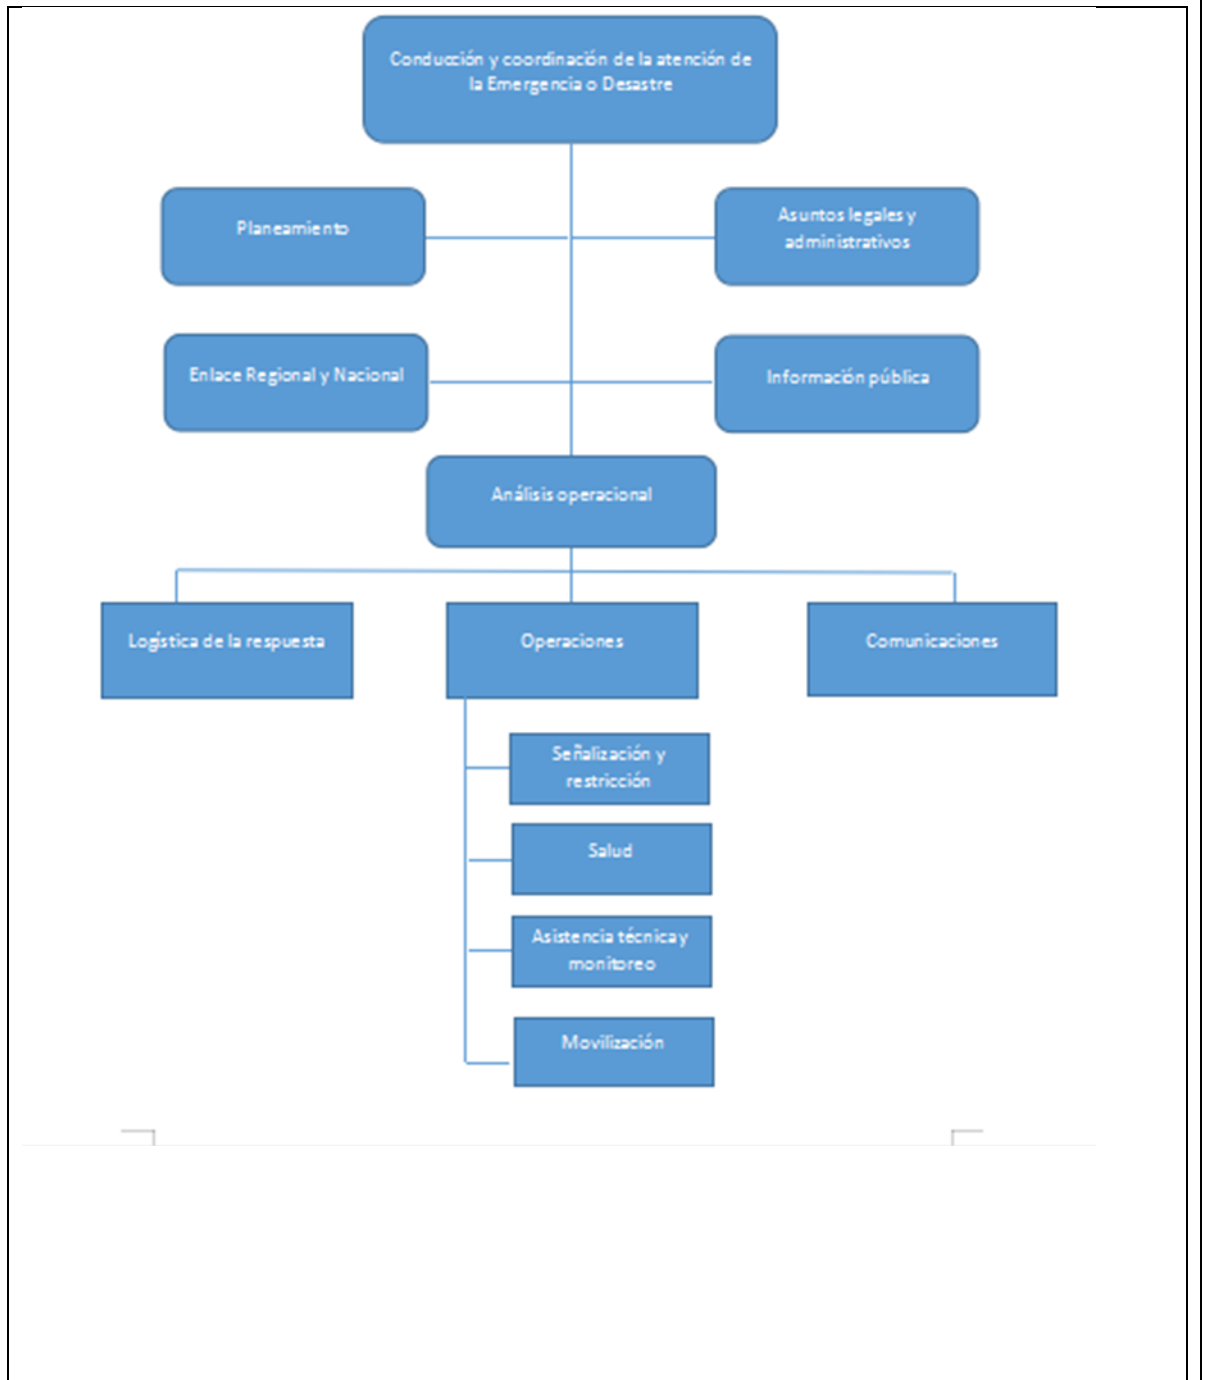 Conducción y coordinación de la atención de
la Emergencia o Desastre
Planeamiento
Asuntos legales y
administrativos
Enlace Regional y Nacional
Información pública
Análisis operacional
Logística de la respuesta
Operaciones
Comunicaciones
Señalización y
restricción
Salud
Asistencia técnica y
monitoreo
Movilización